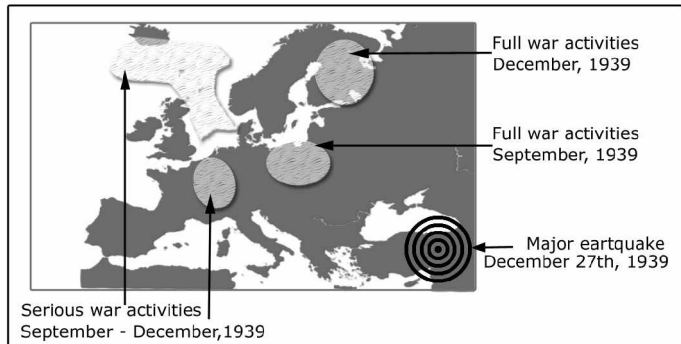 Full war activities
December, 1939
Full war activities
September, 1939
Major eartquake
December 27th, 1939
Serious war activities
September - December,1939